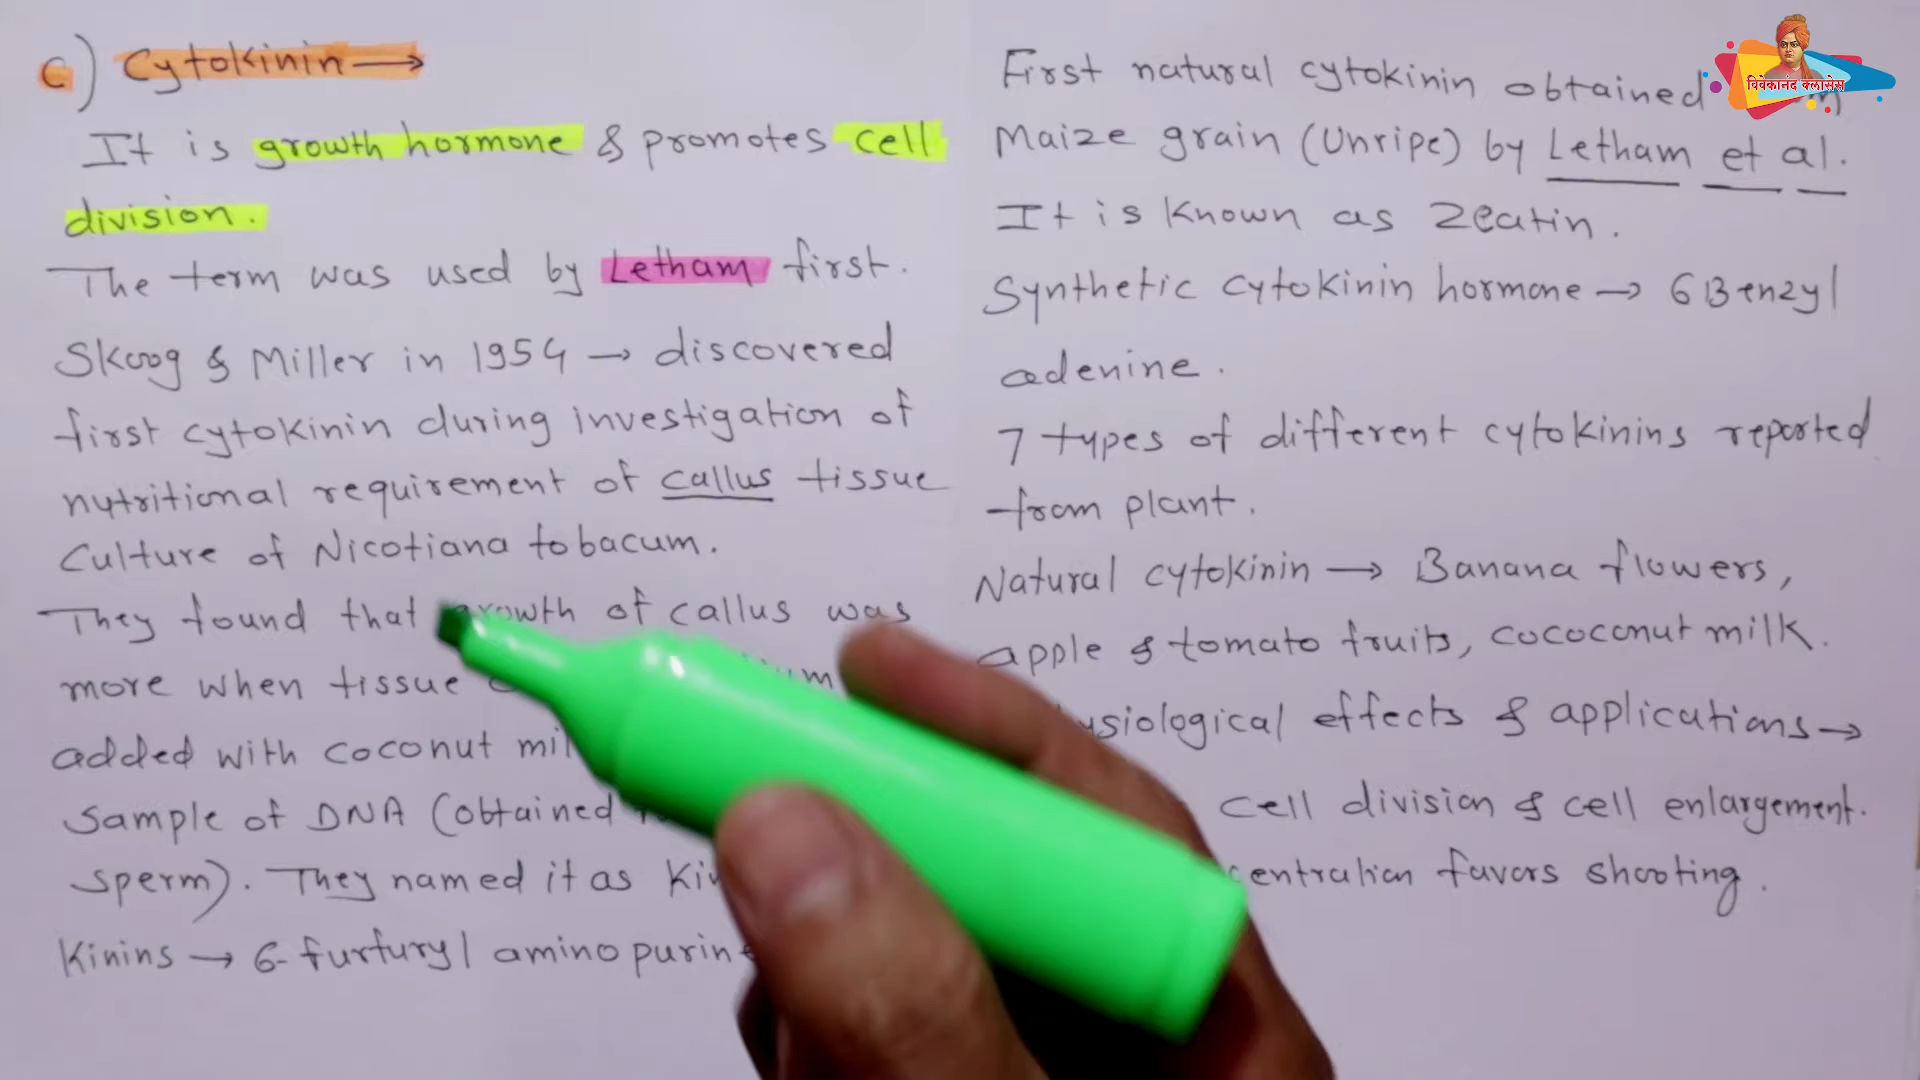 c) Cytokinin →
It is growth hormone & promotes cell
division.
The term was used by Letham first.
Skoog & Miller in 1954 → discovered
first cytokinin during investigation of
nutritional requirement of callus tissue
culture of Nicotiana tobacum.
They found that growth of callus was
more when tissue
added with coconut
sample of DNA (obtained
sperm). They named it as
Kinins → 6-furfuryl amino
First natural cytokinin obtained
Maize grain (Unripe) by Letham et al.
It is known as Zeatin.
Synthetic cytokinin hormone → 6 Benzyl
adenine.
7 types of different cytokinins reported
from plant.
Natural cytokinin → Banana flowers,
apple & tomato fruits, cococonut milk.
effects & applications →
cell division & cell enlargement.
favors shooting.
विवेकानंद क्लासेस